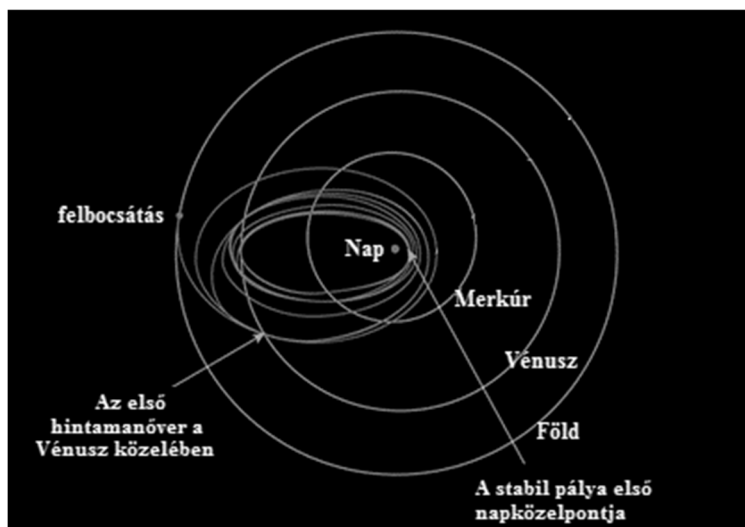 felbocsátás
Nap
Merkúr
Vénusz
Az első
hintamanőver a
Vénusz közelében
Föld
A stabil pálya első
napközelpontja